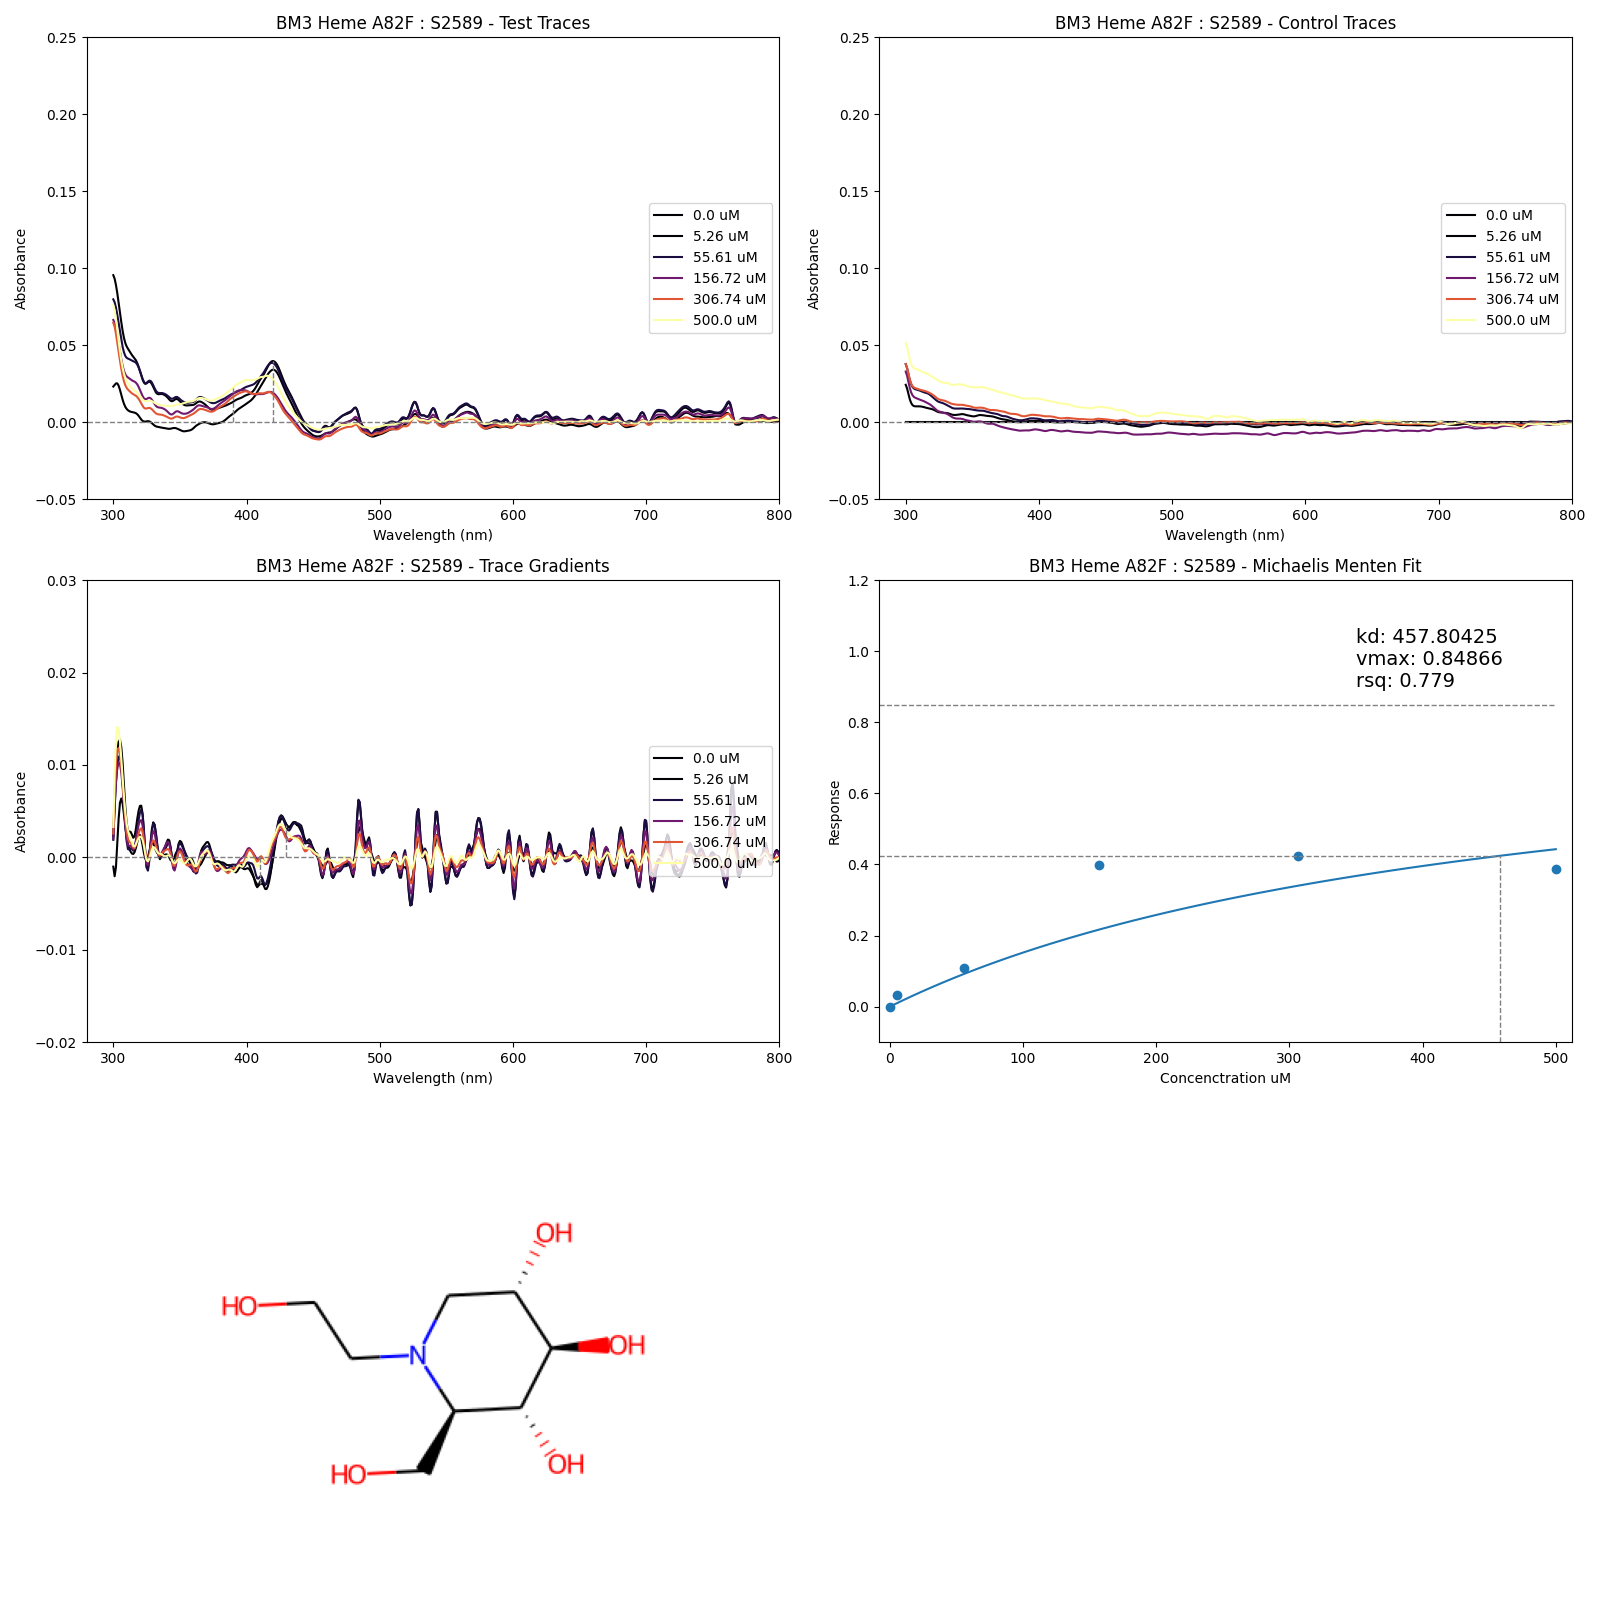 BM3 Heme A82F : S2589 - Test Traces
0.25
0.20
0.15
0.10
0.05
0.00
−0.05
Absorbance
300
400
500
600
700
800
Wavelength (nm)
0.0 uM
5.26 uM
55.61 uM
156.72 uM
306.74 uM
500.0 uM
BM3 Heme A82F : S2589 - Control Traces
0.25
0.20
0.15
0.10
0.05
0.00
−0.05
Absorbance
300
400
500
600
700
800
Wavelength (nm)
0.0 uM
5.26 uM
55.61 uM
156.72 uM
306.74 uM
500.0 uM
BM3 Heme A82F : S2589 - Trace Gradients
0.03
0.02
0.01
0.00
−0.01
−0.02
Absorbance
300
400
500
600
700
800
Wavelength (nm)
0.0 uM
5.26 uM
55.61 uM
156.72 uM
306.74 uM
500.0 uM
BM3 Heme A82F : S2589 - Michaelis Menten Fit
1.2
1.0
0.8
0.6
0.4
0.2
0.0
Response
kd: 457.80425
vmax: 0.84866
rsq: 0.779
0
100
200
300
400
500
Concenctration uM
OH
HO
OH
N
HO
OH